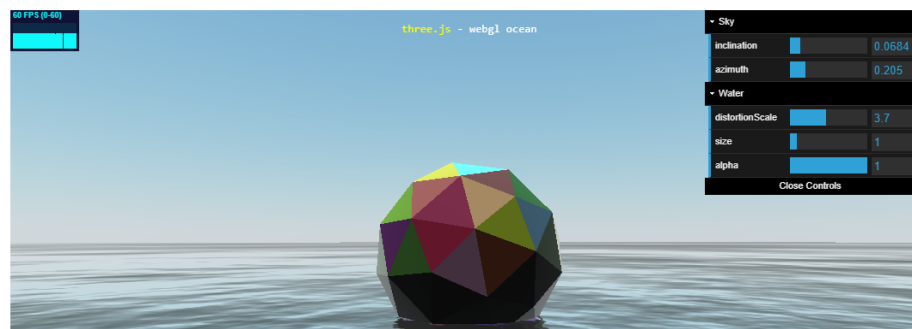 60 FPS (0-60)
three.js - webgl ocean
Sky
inclination 0.0684
azimuth 0.205
Water
distortionScale 3.7
size 1
alpha 1
Close Controls